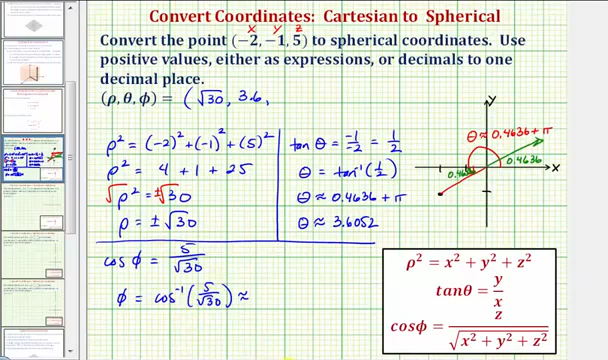 Convert Coordinates: Cartesian to Spherical
x y z
Convert the point (−2, −1, 5) to spherical coordinates. Use
positive values, either as expressions, or decimals to one
decimal place.
(ρ, θ, ϕ) = (√30, 3.6,
ρ² = (−2)² + (−1)² + (5)²
ρ² = 4 + 1 + 25
√ρ² = ±√30
ρ = ±√30
tan θ = −1/−2 = 1/2
θ = tan⁻¹(1/2)
θ ≈ 0.4636 + π
θ ≈ 3.6052
y
θ ≈ 0.4636 + π
0.4636
0.4636
x
cos ϕ = 5/√30
ϕ = cos⁻¹(5/√30) ≈
ρ² = x² + y² + z²
tanθ = y/x
cosϕ = z/√(x² + y² + z²)